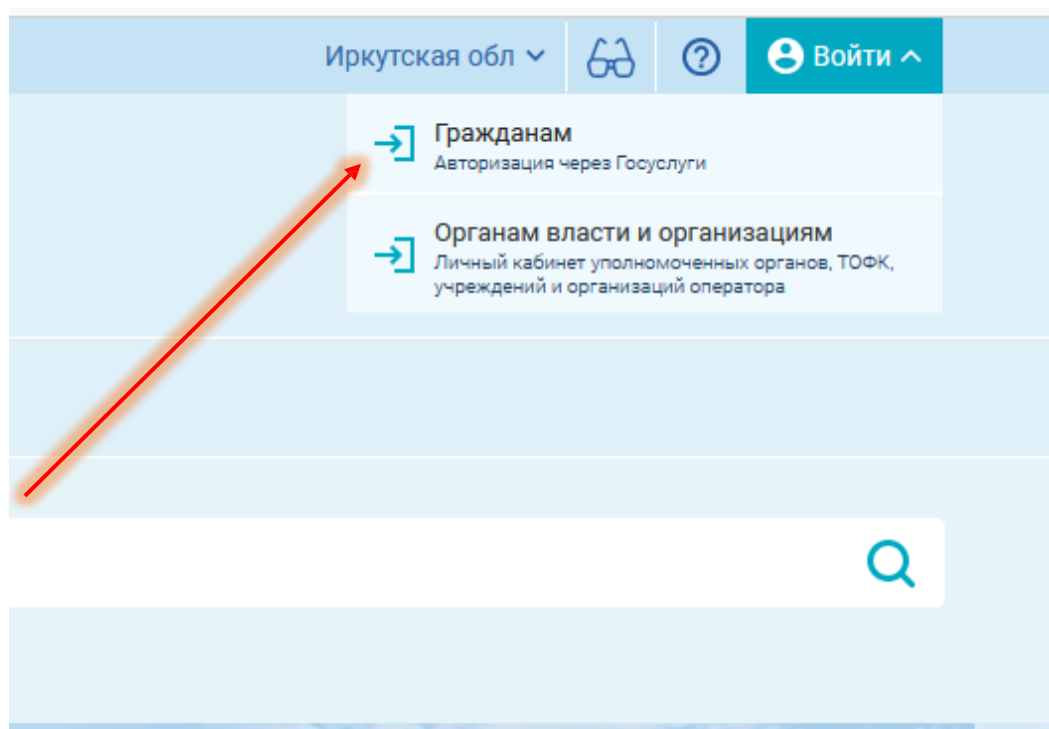 Иркутская обл
Войти
Гражданам
Авторизация через Госуслуги
Органам власти и организациям
Личный кабинет уполномоченных органов, ТОФК,
учреждений и организаций оператора